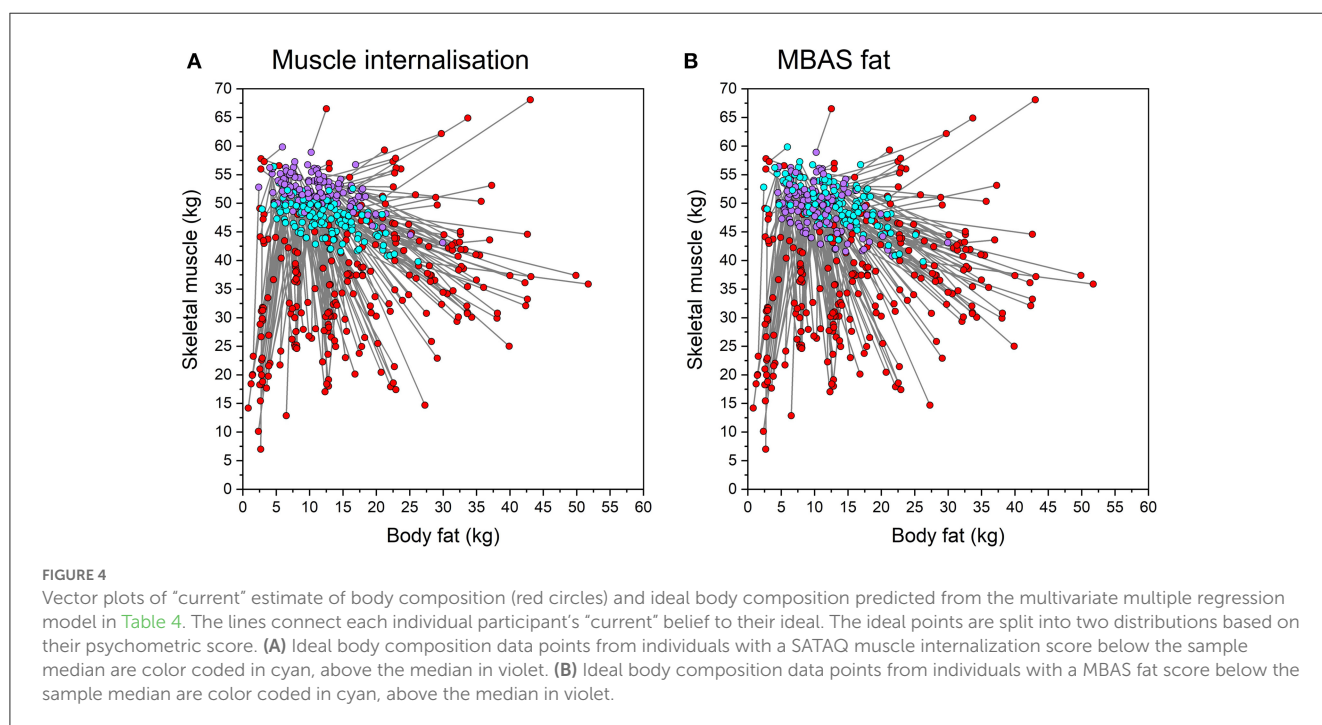 A Muscle internalisation
B MBAS fat
70
65
60
55
50
45
40
35
30
25
20
15
10
5
0
Skeletal muscle (kg)
0 5 10 15 20 25 30 35 40 45 50 55 60
Body fat (kg)
70
65
60
55
50
45
40
35
30
25
20
15
10
5
0
Skeletal muscle (kg)
0 5 10 15 20 25 30 35 40 45 50 55 60
Body fat (kg)
FIGURE 4
Vector plots of “current” estimate of body composition (red circles) and ideal body composition predicted from the multivariate multiple regression
model in Table 4. The lines connect each individual participant’s “current” belief to their ideal. The ideal points are split into two distributions based on
their psychometric score. (A) Ideal body composition data points from individuals with a SATAQ muscle internalization score below the sample
median are color coded in cyan, above the median in violet. (B) Ideal body composition data points from individuals with a MBAS fat score below the
sample median are color coded in cyan, above the median in violet.